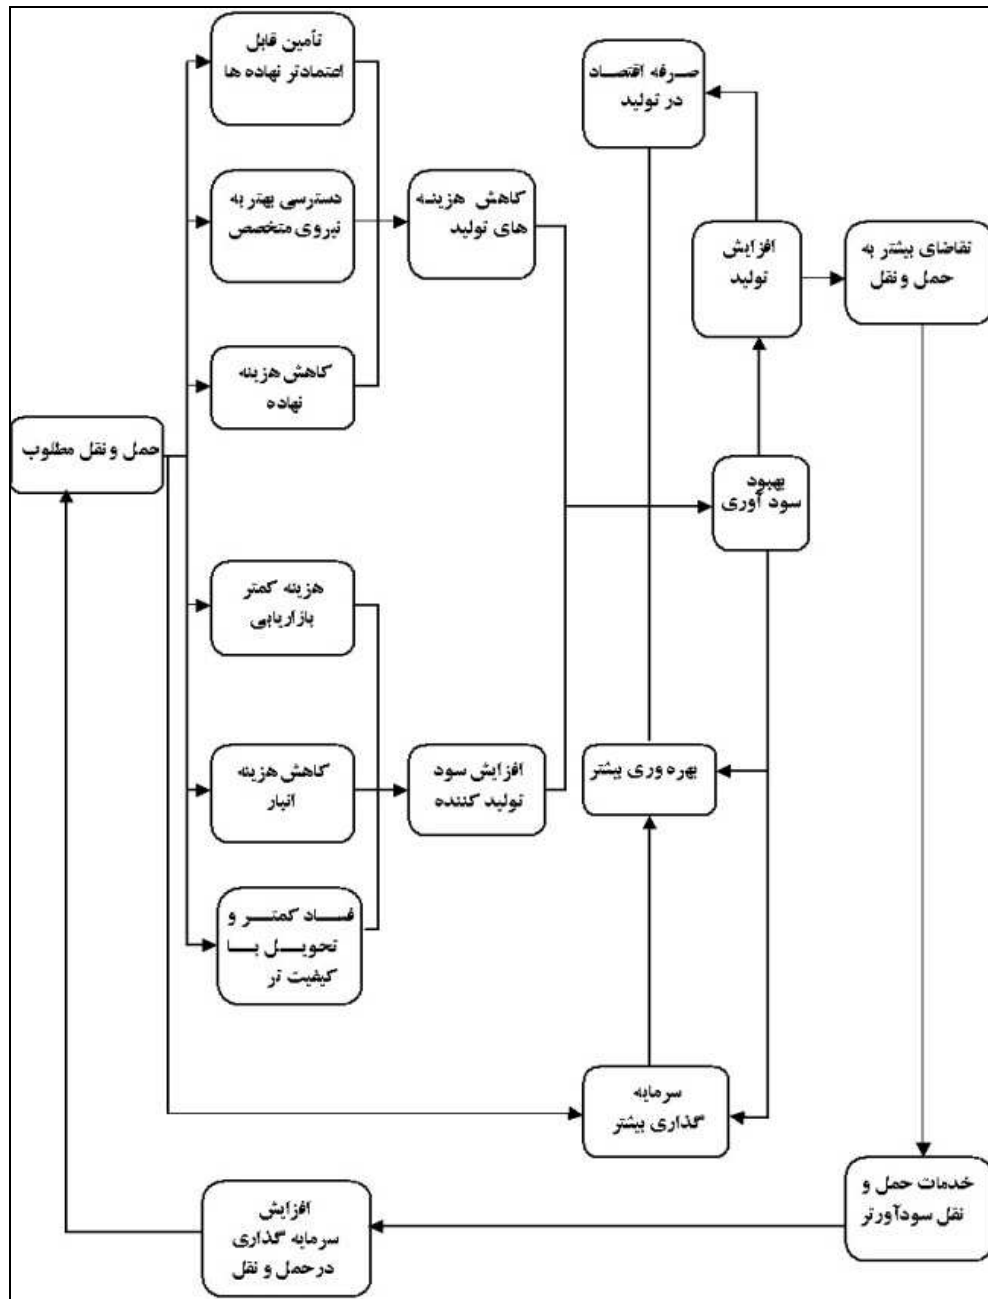 تأمین قابل
اعتمادتر نهاده ها
صرفه اقتصاد
در تولید
دسترسی بهتر به
نیروی متخصص
کاهش هزینه
های تولید
افزایش
تولید
تقاضای بیشتر به
حمل و نقل
کاهش هزینه
نهاده
حمل و نقل مطلوب
بهبود
سود آوری
هزینه کمتر
بازاریابی
کاهش هزینه
انبار
افزایش سود
تولید کننده
بهره وری بیشتر
فساد کمتر و
تحویل با
کیفیت تر
سرمایه
گذاری بیشتر
خدمات حمل و
نقل سودآورتر
افزایش
سرمایه گذاری
درحمل و نقل